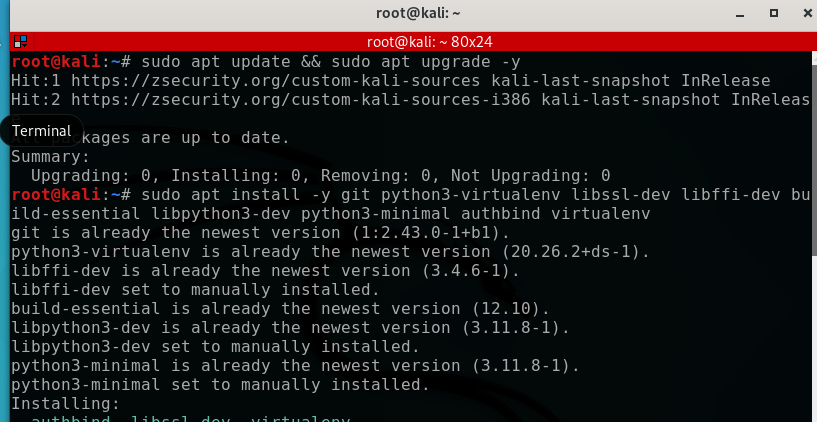 root@kali: ~
root@kali: ~ 80x24
root@kali:~# sudo apt update && sudo apt upgrade -y
Hit:1 https://zsecurity.org/custom-kali-sources kali-last-snapshot InRelease
Hit:2 https://zsecurity.org/custom-kali-sources-i386 kali-last-snapshot InReleas
Terminal
packages are up to date.
Summary:
  Upgrading: 0, Installing: 0, Removing: 0, Not Upgrading: 0
root@kali:~# sudo apt install -y git python3-virtualenv libssl-dev libffi-dev bu
ild-essential libpython3-dev python3-minimal authbind virtualenv
git is already the newest version (1:2.43.0-1+b1).
python3-virtualenv is already the newest version (20.26.2+ds-1).
libffi-dev is already the newest version (3.4.6-1).
libffi-dev set to manually installed.
build-essential is already the newest version (12.10).
libpython3-dev is already the newest version (3.11.8-1).
libpython3-dev set to manually installed.
python3-minimal is already the newest version (3.11.8-1).
python3-minimal set to manually installed.
Installing:
  authbind  libssl-dev  virtualenv